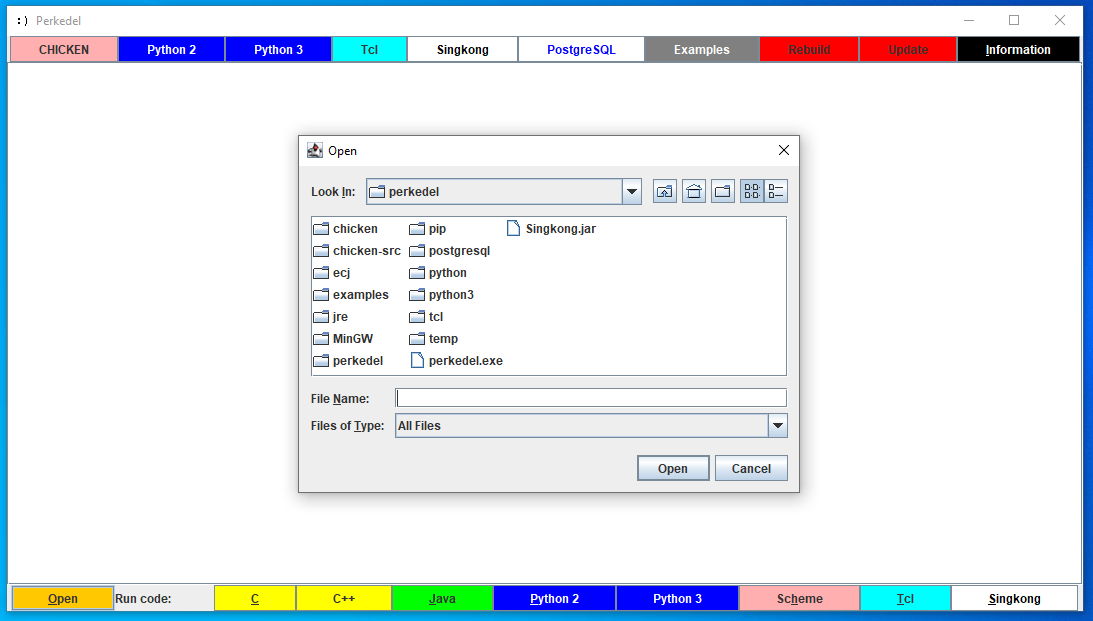 :) Perkedel
CHICKEN Python 2 Python 3 Tcl Singkong PostgreSQL Examples Rebuild Update Information
Open
Look In: perkedel
chicken pip Singkong.jar
chicken-src postgresql
ecj python
examples python3
jre tcl
MinGW temp
perkedel perkedel.exe
File Name:
Files of Type: All Files
Open Cancel
Open Run code: C C++ Java Python 2 Python 3 Scheme Tcl Singkong